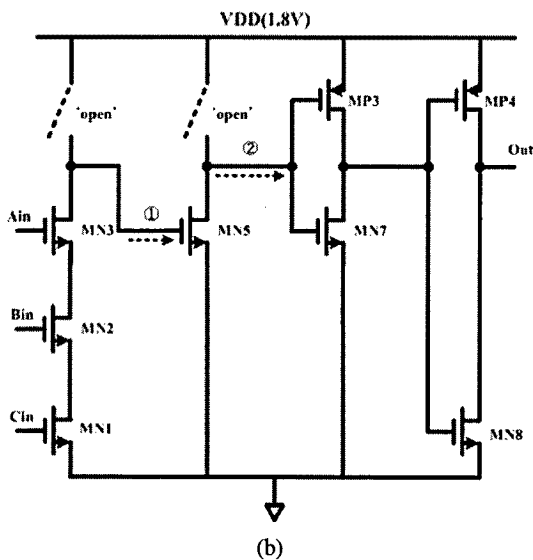 VDD(1.8V)
'open'
'open'
MP3
MP4
②
Out
Ain
①
MN3
MN5
MN7
Bin
MN2
Cin
MN1
MN8
(b)